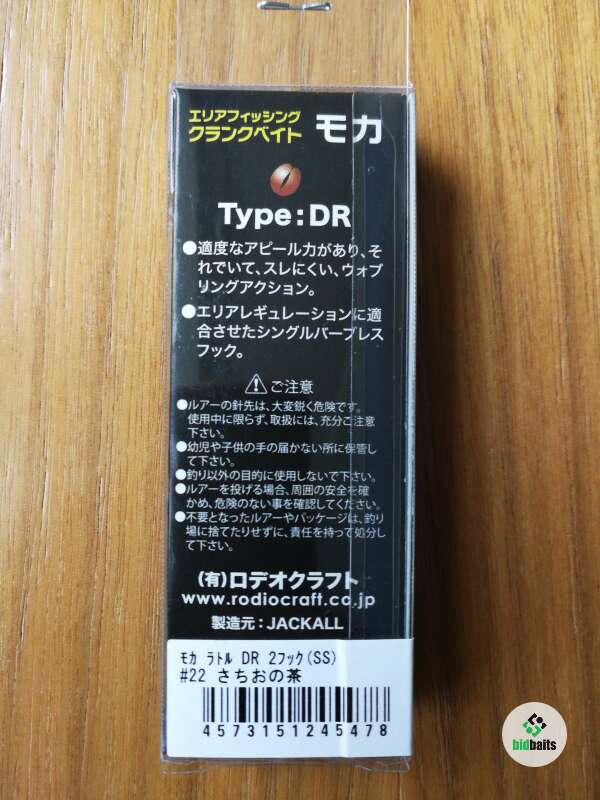 エリアフィッシング
クランクベイト モカ
Type:DR
●適度なアピール力があり、そ
れでいて、スレにくい、ウォブ
リングアクション。
●エリアレギュレーションに適
合させたシングルバーブレス
フック。
ご注意
●ルアーの針先は、大変鋭く危険です。
使用中に限らず、取扱には、充分ご注意
下さい。
●幼児や子供の手の届かない所に保管し
て下さい。
●釣り以外の目的に使用しないで下さい。
●ルアーを投げる場合、周囲の安全を確
かめ、危険のない事を確認してください。
●不要となったルアーやパッケージは、釣り
場に捨てたりせずに、責任を持って処分し
て下さい。
(有)ロデオクラフト
www.rodiocraft.co.jp
製造元:JACKALL
ﾓｶ ﾗﾄﾙ DR 2フック(SS)
#22 さちおの茶
4573151245478
bidbaits